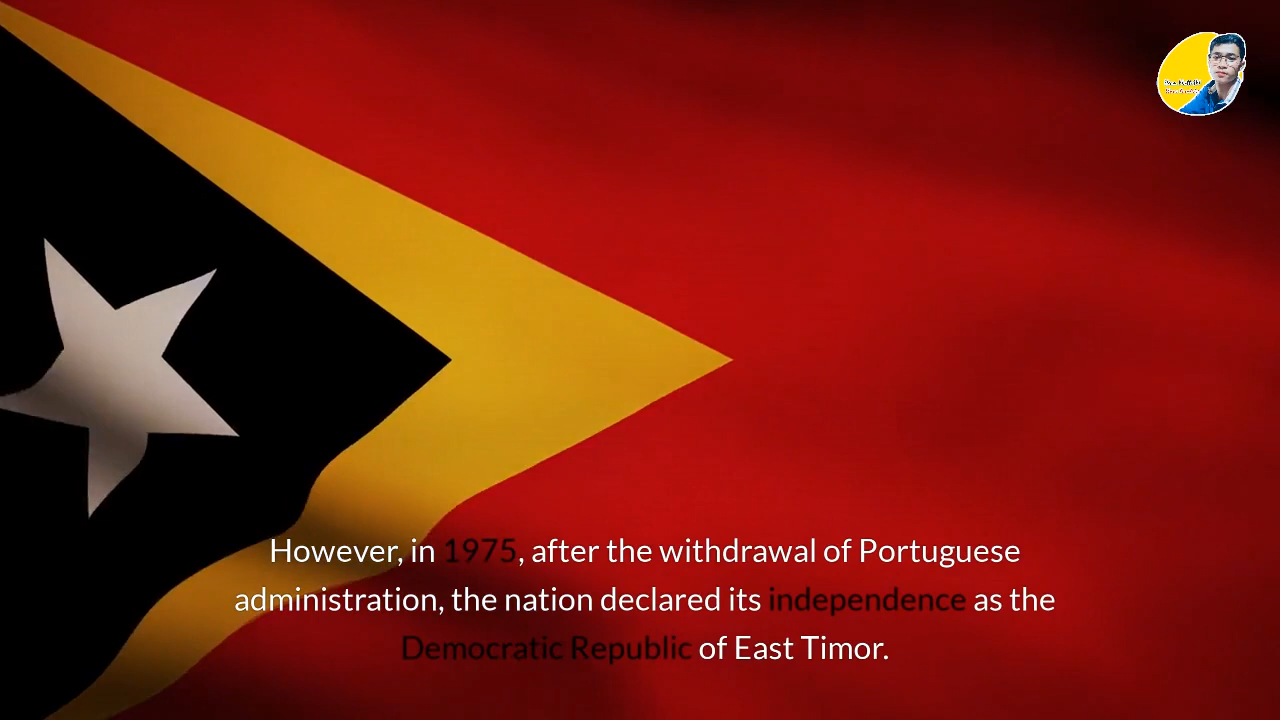 However, in 1975, after the withdrawal of Portuguese
administration, the nation declared its independence as the
Democratic Republic of East Timor.